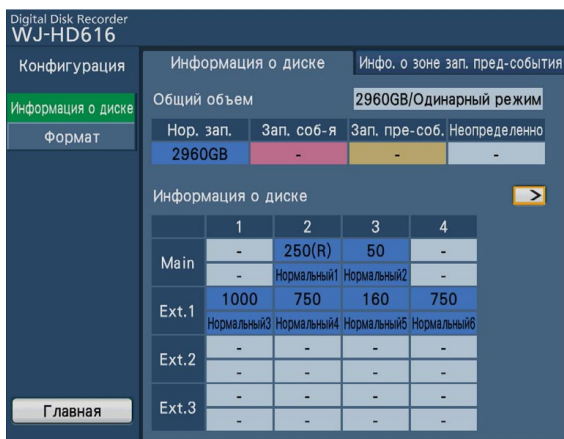 Digital Disk Recorder
WJ-HD616
Конфигурация
Информация о диске
Формат
Главная
Информация о диске
Инфо. о зоне зап. пред-события
Общий объем
2960GB/Одинарный режим
Нор. зап. Зап. соб-я Зап. пре-соб. Неопределенно
2960GB - - -
Информация о диске >
1 2 3 4
Main - 250(R) 50 -
- Нормальный1 Нормальный2 -
Ext.1 1000 750 160 750
Нормальный3 Нормальный4 Нормальный5 Нормальный6
Ext.2 - - - -
- - - -
Ext.3 - - - -
- - - -